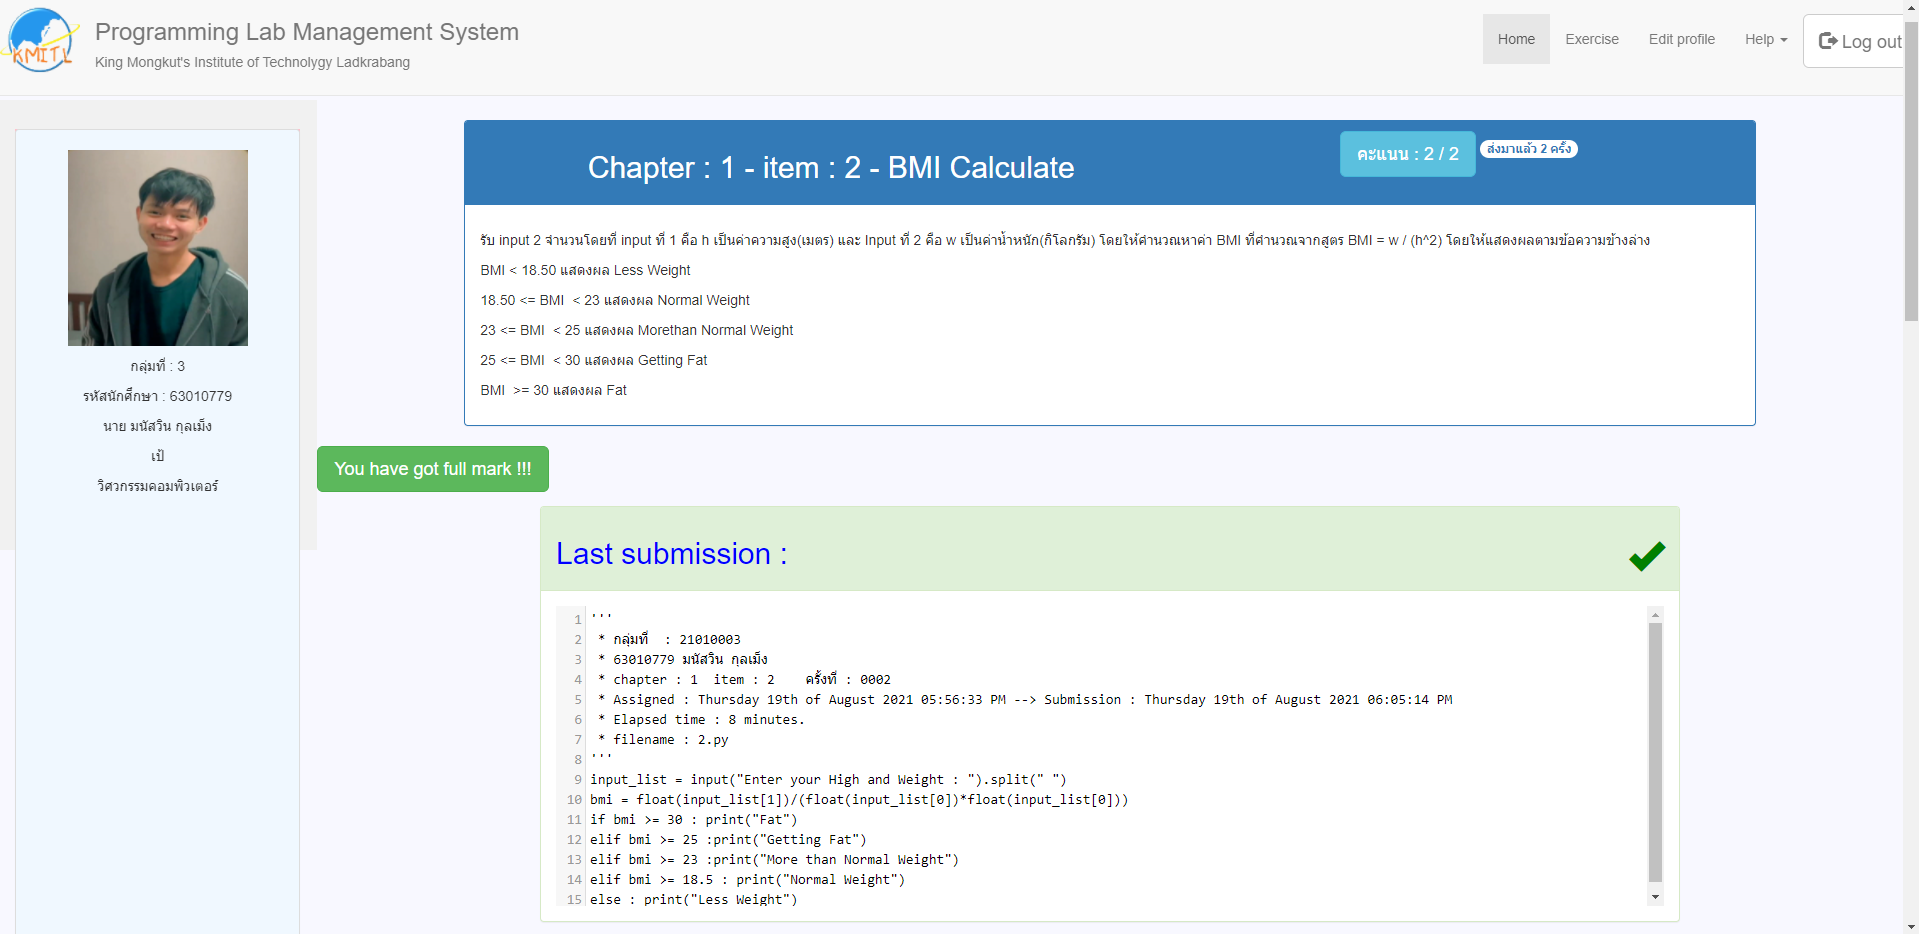 KMITL
Programming Lab Management System
King Mongkut's Institute of Technolygy Ladkrabang
Home
Exercise
Edit profile
Help
Log out
กลุ่มที่ : 3
รหัสนักศึกษา : 63010779
นาย มนัสวิน กุลเม็ง
เป้
วิศวกรรมคอมพิวเตอร์
Chapter : 1 - item : 2 - BMI Calculate
คะแนน : 2 / 2
ส่งมาแล้ว 2 ครั้ง
รับ input 2 จำนวนโดยที่ input ที่ 1 คือ h เป็นค่าความสูง(เมตร) และ Input ที่ 2 คือ w เป็นค่าน้ำหนัก(กิโลกรัม) โดยให้คำนวณหาค่า BMI ที่คำนวณจากสูตร BMI = w / (h^2) โดยให้แสดงผลตามข้อความข้างล่าง
BMI < 18.50 แสดงผล Less Weight
18.50 <= BMI  < 23 แสดงผล Normal Weight
23 <= BMI  < 25 แสดงผล Morethan Normal Weight
25 <= BMI  < 30 แสดงผล Getting Fat
BMI  >= 30 แสดงผล Fat
You have got full mark !!!
Last submission :
1 '''
2  * กลุ่มที่  : 21010003
3  * 63010779 มนัสวิน กุลเม็ง
4  * chapter : 1  item : 2    ครั้งที่ : 0002
5  * Assigned : Thursday 19th of August 2021 05:56:33 PM --> Submission : Thursday 19th of August 2021 06:05:14 PM
6  * Elapsed time : 8 minutes.
7  * filename : 2.py
8 '''
9 input_list = input("Enter your High and Weight : ").split(" ")
10 bmi = float(input_list[1])/(float(input_list[0])*float(input_list[0]))
11 if bmi >= 30 : print("Fat")
12 elif bmi >= 25 :print("Getting Fat")
13 elif bmi >= 23 :print("More than Normal Weight")
14 elif bmi >= 18.5 : print("Normal Weight")
15 else : print("Less Weight")